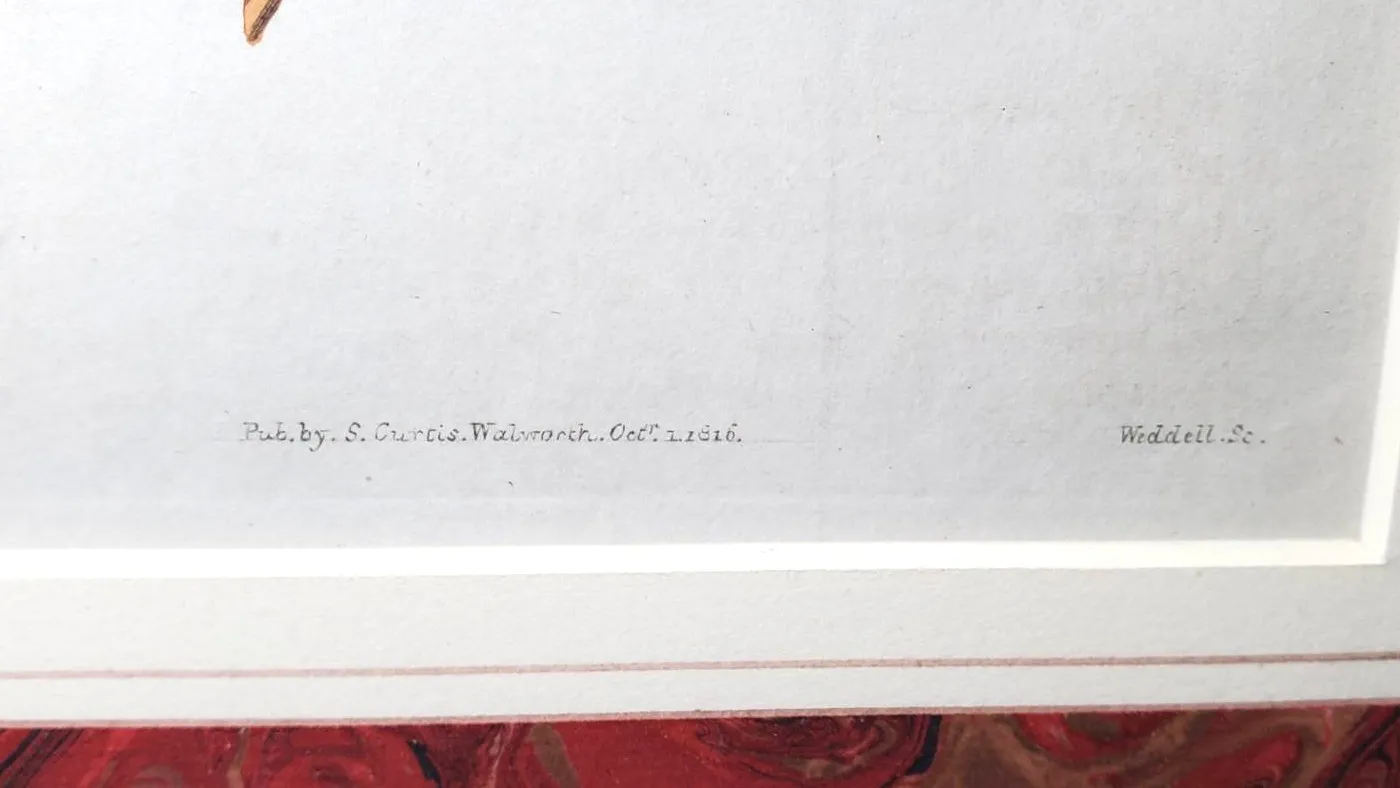 Pub. by. S. Curtis. Walworth. Octr. 1. 1816.
Weddell. Sc.